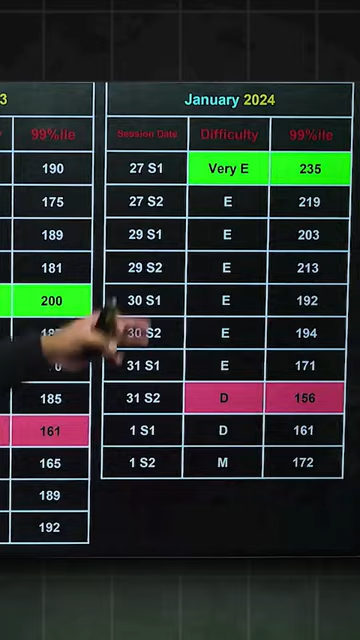 3 January 2024
99%ile Session Date Difficulty 99%ile
190 27 S1 Very E 235
175 27 S2 E 219
189 29 S1 E 203
181 29 S2 E 213
200 30 S1 E 192
30 S2 E 194
31 S1 E 171
185 31 S2 D 156
161 1 S1 D 161
165 1 S2 M 172
189
192